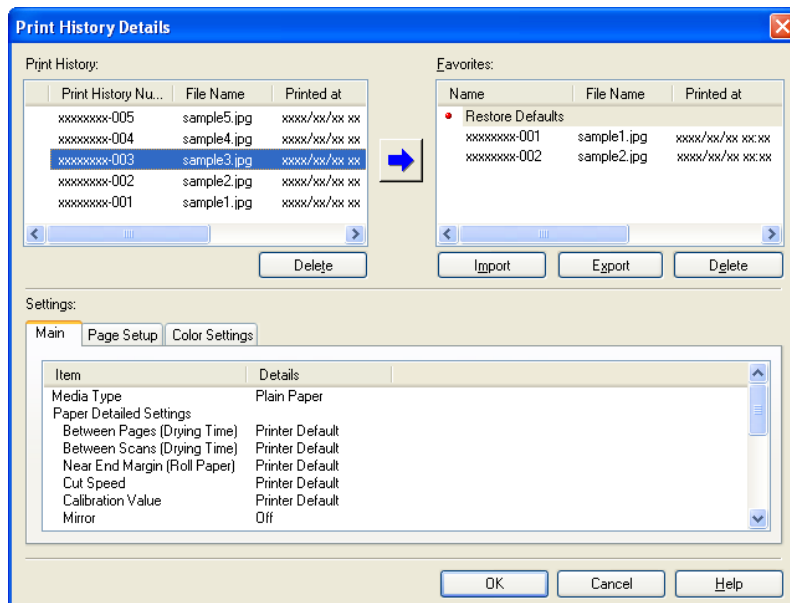 Print History Details
Print History: Favorites:
Print History Nu... File Name Printed at
xxxxxxxx-005 sample5.jpg xxxx/xx/xx xx
xxxxxxxx-004 sample4.jpg xxxx/xx/xx xx
xxxxxxxx-003 sample3.jpg xxxx/xx/xx xx
xxxxxxxx-002 sample2.jpg xxxx/xx/xx xx
xxxxxxxx-001 sample1.jpg xxxx/xx/xx xx
Delete
Name File Name Printed at
Restore Defaults
xxxxxxxx-001 sample1.jpg xxxx/xx/xx xx:xx
xxxxxxxx-002 sample2.jpg xxxx/xx/xx xx:xx
Import Export Delete
Settings:
Main Page Setup Color Settings
Item Details
Media Type Plain Paper
Paper Detailed Settings
Between Pages (Drying Time) Printer Default
Between Scans (Drying Time) Printer Default
Near End Margin (Roll Paper) Printer Default
Cut Speed Printer Default
Calibration Value Printer Default
Mirror Off
OK Cancel Help